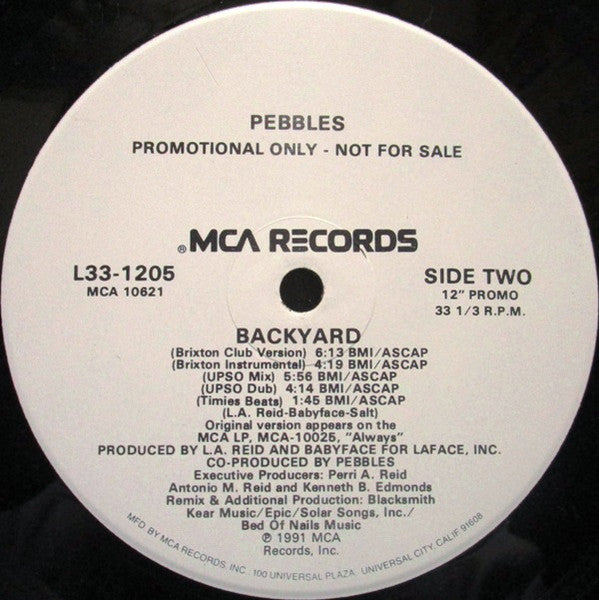 PEBBLES
PROMOTIONAL ONLY - NOT FOR SALE
® MCA RECORDS
L33-1205
MCA 10621
SIDE TWO
12" PROMO
33 1/3 R.P.M.
BACKYARD
(Brixton Club Version) 6:13 BMI/ASCAP
(Brixton Instrumental) 4:19 BMI/ASCAP
(UPSO Mix) 5:56 BMI/ASCAP
(UPSO Dub) 4:14 BMI/ASCAP
(Timies Beats) 1:45 BMI/ASCAP
(L.A. Reid-Babyface-Salt)
Original version appears on the
MCA LP, MCA-10025, "Always"
PRODUCED BY L.A. REID AND BABYFACE FOR LAFACE, INC.
CO-PRODUCED BY PEBBLES
Executive Producers: Perri A. Reid
Antonio M. Reid and Kenneth B. Edmonds
Remix & Additional Production: Blacksmith
Kear Music/Epic/Solar Songs, Inc./
Bed Of Nails Music
℗ 1991 MCA
Records, Inc.
MFD. BY MCA RECORDS, INC. · 100 UNIVERSAL PLAZA, UNIVERSAL CITY, CALIF. 91608